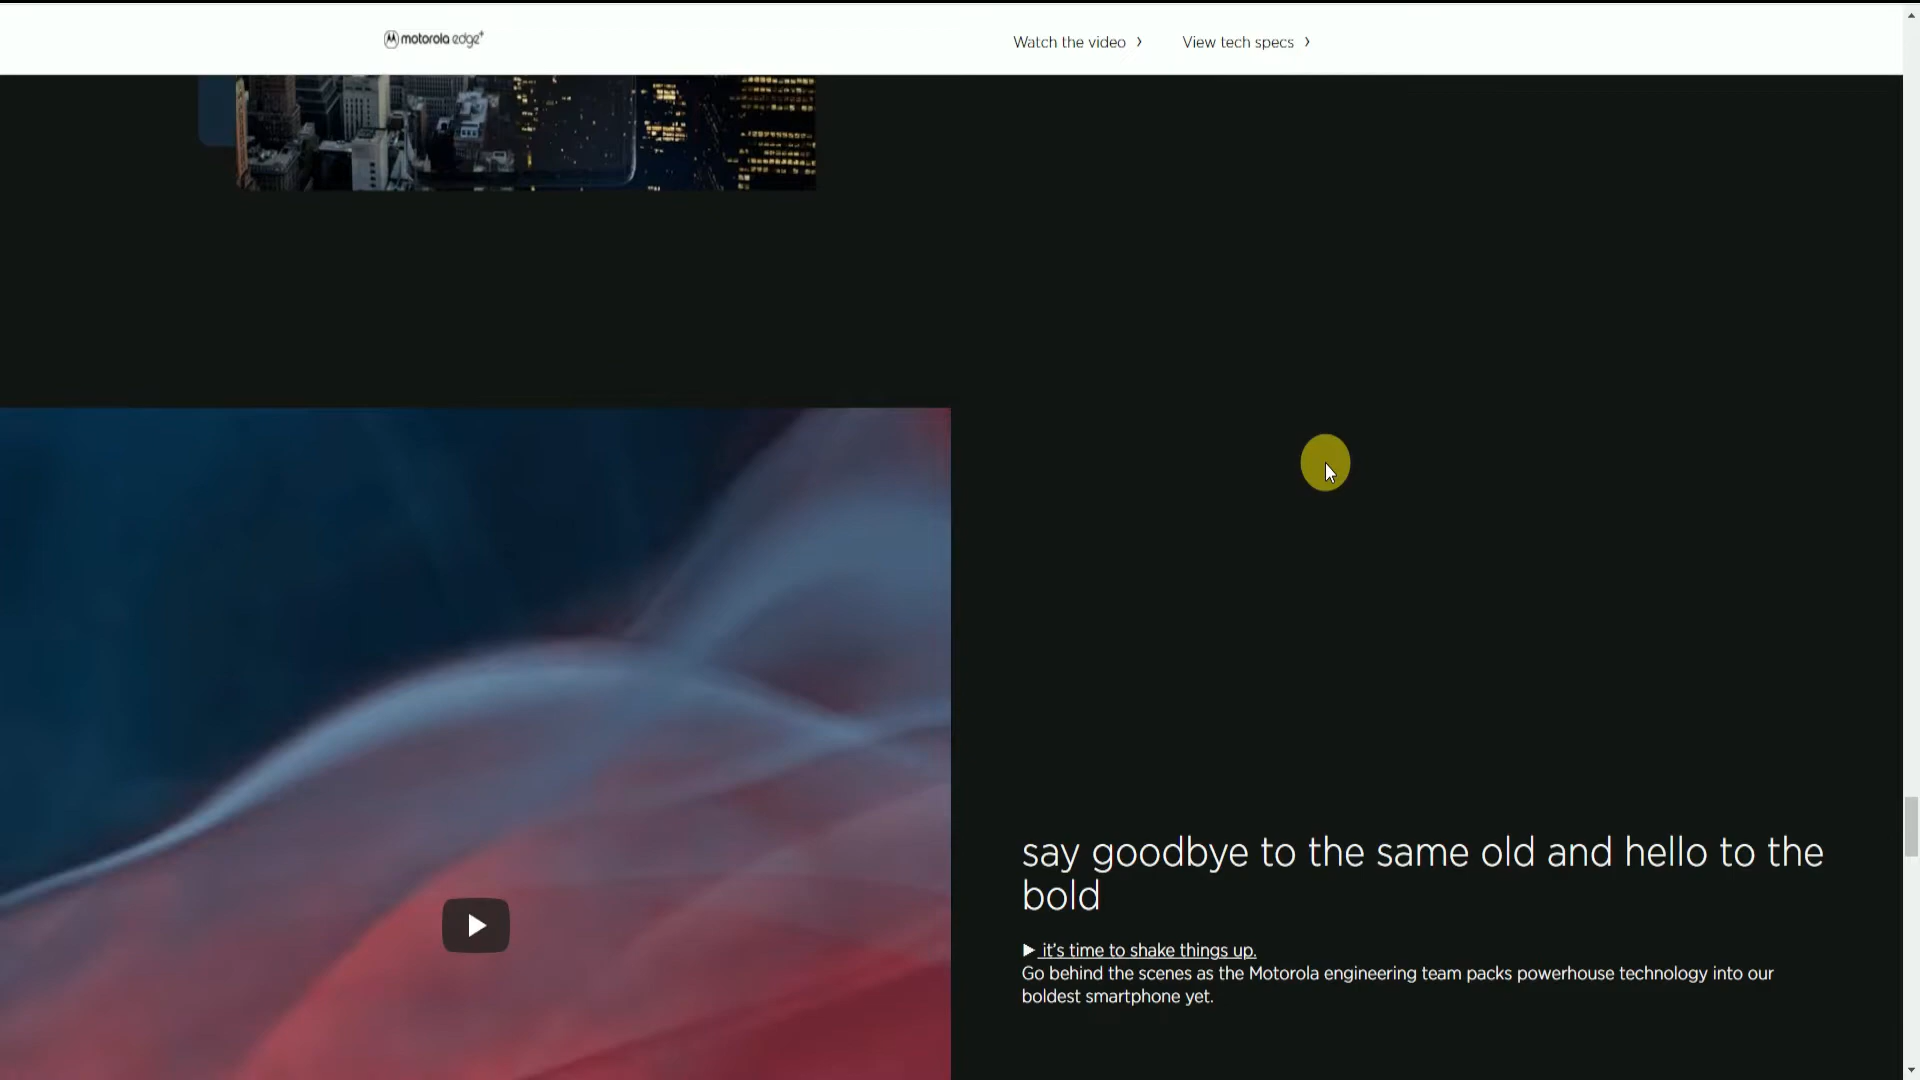 motorola edge+
Watch the video
View tech specs
say goodbye to the same old and hello to the
bold
it's time to shake things up.
Go behind the scenes as the Motorola engineering team packs powerhouse technology into our
boldest smartphone yet.